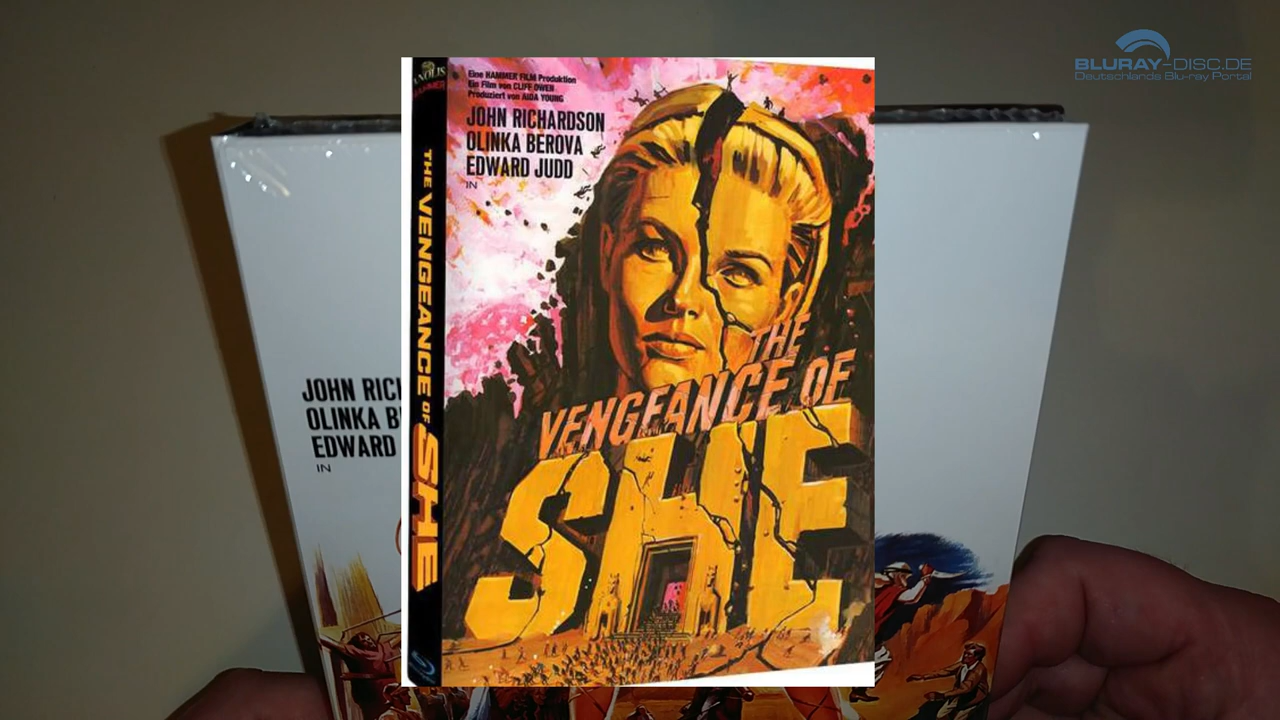 BLURAY-DISC.DE
Deutschlands Blu-ray Portal
Eine HAMMER FILM Produktion
Ein Film von CLIFF OWEN
Produziert von AIDA YOUNG
JOHN RICHARDSON
OLINKA BEROVA
EDWARD JUDD
IN
THE
VENGEANCE OF
SHE
THE VENGEANCE OF SHE
HAMMER
JOHN RICH
OLINKA B
EDWARD
IN